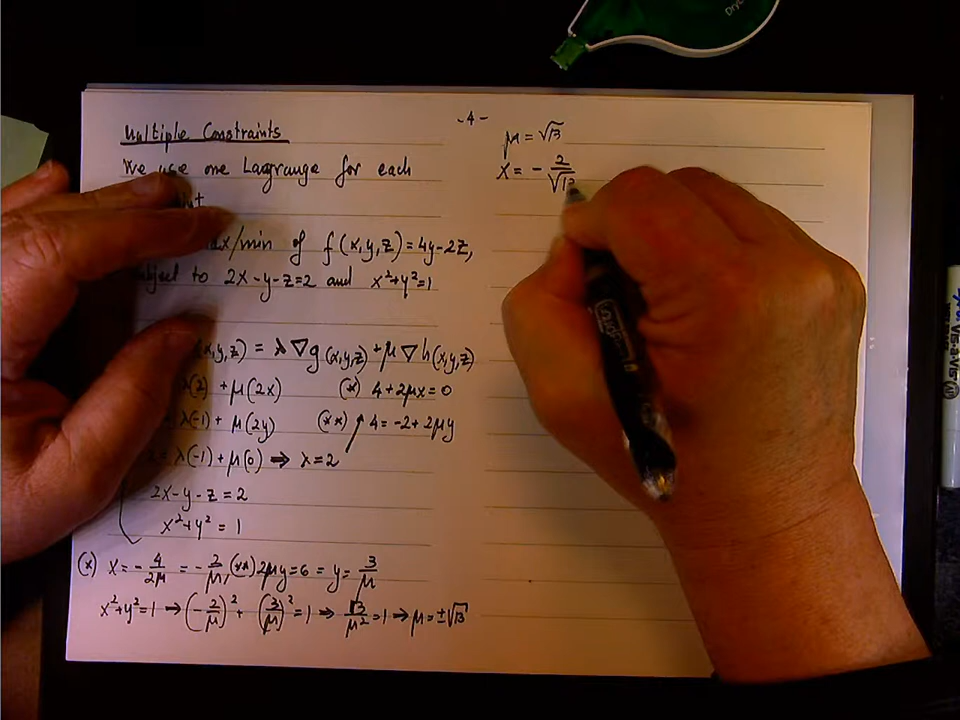 Multiple Constraints
We use one Lagrange for each
max/min of f(x,y,z) = 4y-2z,
subject to 2x-y-z=2 and x²+y²=1
(x,y,z) = λ∇g(x,y,z) + μ∇h(x,y,z)
λ(2) + μ(2x) (*) 4+2μx=0
λ(-1) + μ(2y) (**) 4=-2+2μy
λ(-1) + μ(0) ⇒ λ=2
2x-y-z=2
x²+y²=1
(*) x = -4/2μ = -2/μ, (**) 2μy=6 = y = 3/μ
x²+y²=1 ⇒ (-2/μ)² + (3/μ)² = 1 ⇒ 13/μ² = 1 → μ = ±√13
-4-
μ = √13
x = - 2/√13